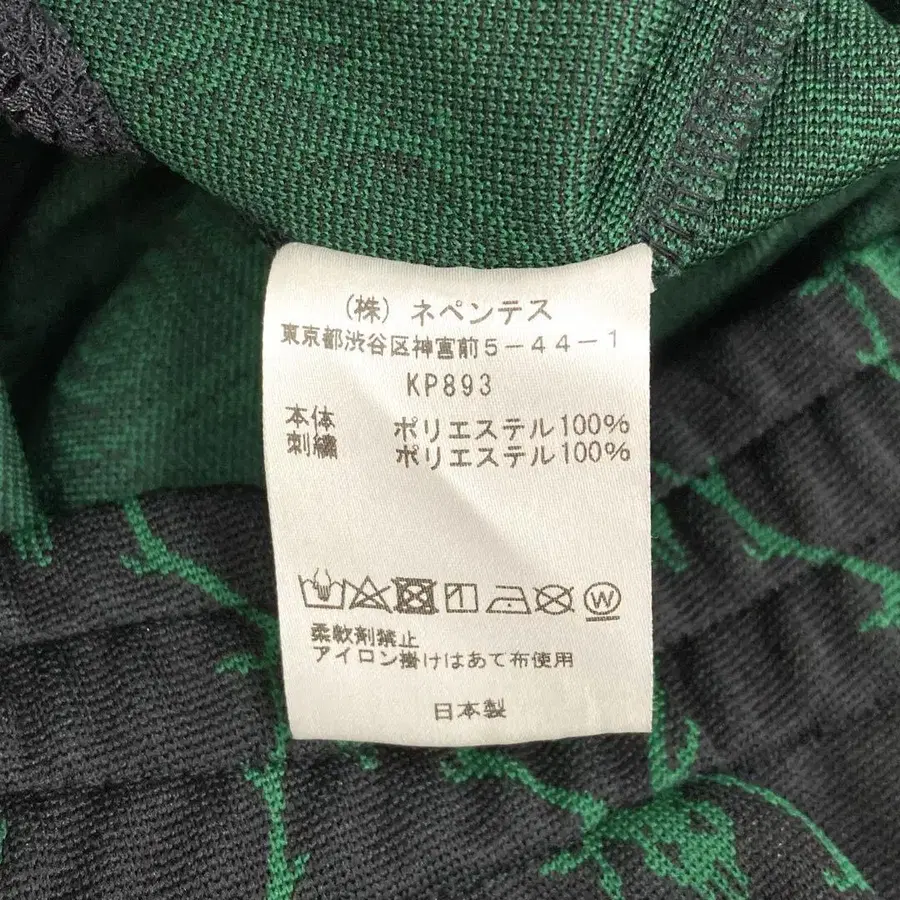 (株) ネペンテス
東京都渋谷区神宮前5-44-1
KP893
本体 ポリエステル100%
刺繍 ポリエステル100%
W
柔軟剤禁止
アイロン掛けはあて布使用
日本製